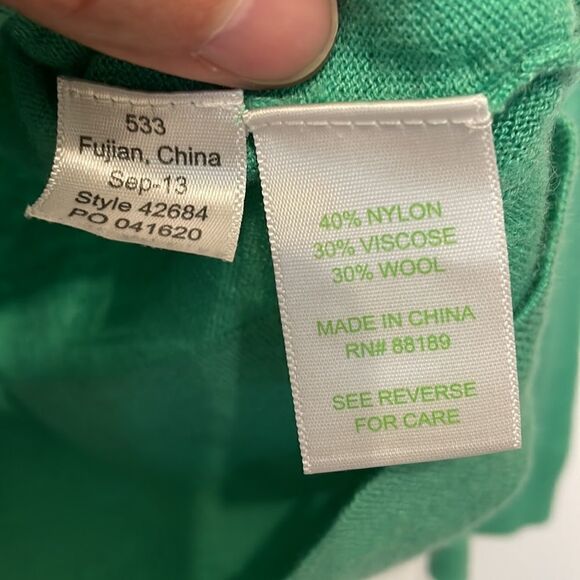 533
Fujian, China
Sep-13
Style 42684
PO 041620
40% NYLON
30% VISCOSE
30% WOOL
MADE IN CHINA
RN# 88189
SEE REVERSE
FOR CARE